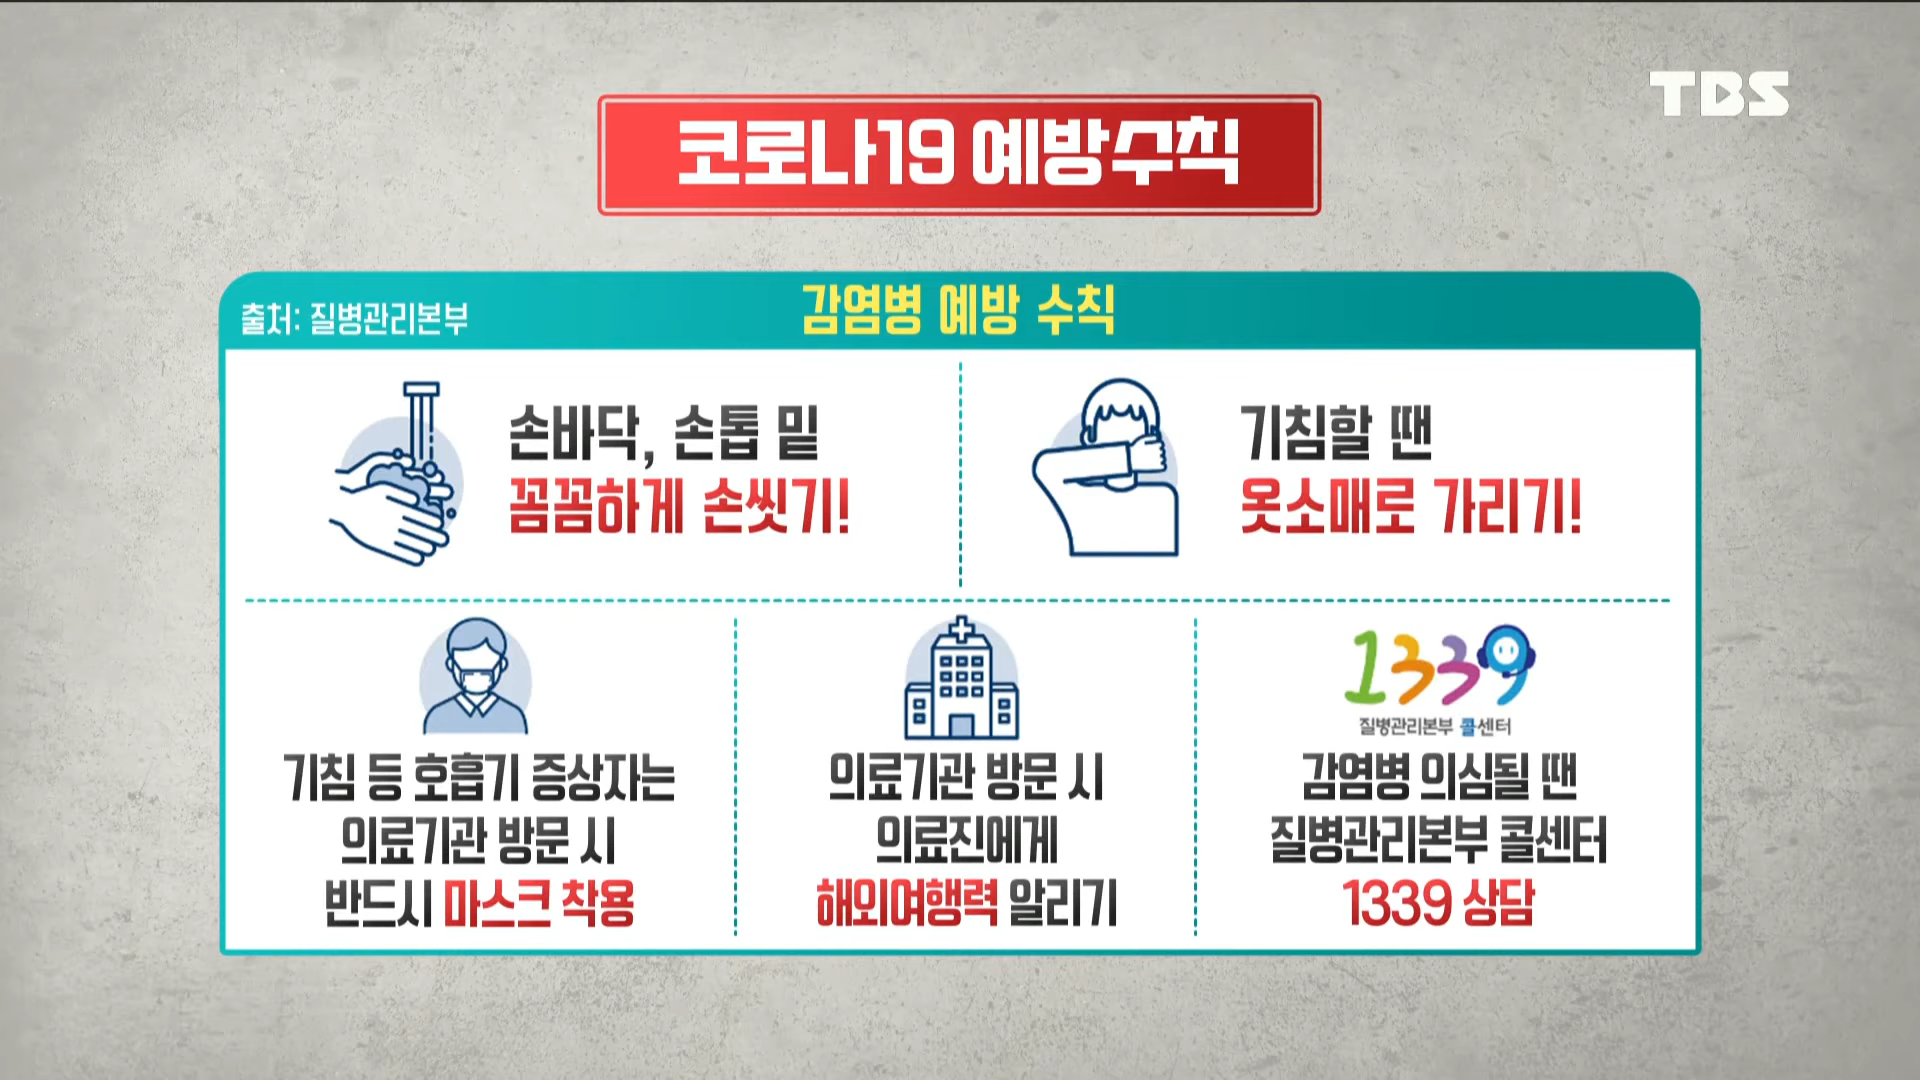 TBS
코로나19 예방수칙
출처: 질병관리본부
감염병 예방 수칙
손바닥, 손톱 밑
꼼꼼하게 손씻기!
기침할 땐
옷소매로 가리기!
기침 등 호흡기 증상자는
의료기관 방문 시
반드시 마스크 착용
의료기관 방문 시
의료진에게
해외여행력 알리기
1339
질병관리본부 콜센터
감염병 의심될 땐
질병관리본부 콜센터
1339 상담